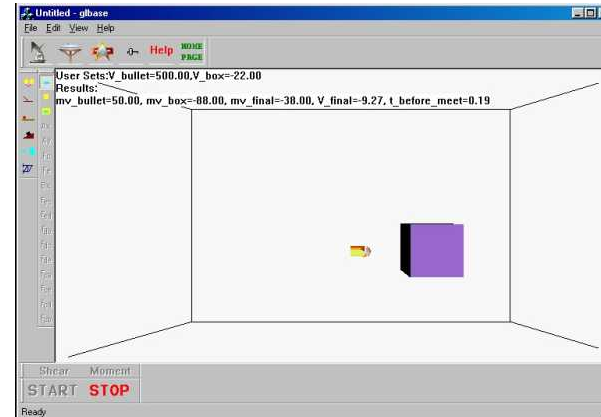 Untitled - glbase
File Edit View Help
Help HOME PAGE
User Sets:V_bullet=500.00,V_box=-22.00
Results:
mv_bullet=50.00, mv_box=-88.00, mv_final=-38.00, V_final=-9.27, t_before_meet=0.19
Shear Moment
START STOP
Ready